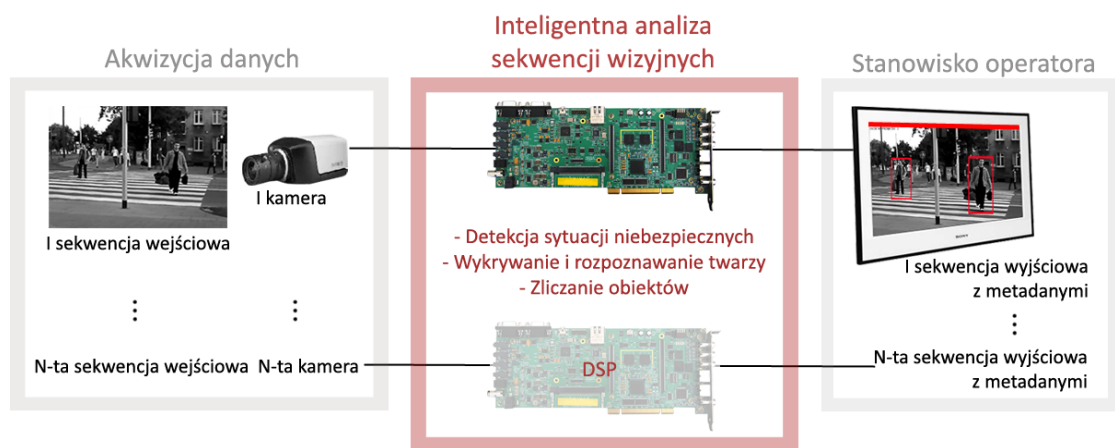 Akwizycja danych
I sekwencja wejściowa
I kamera
⋮
⋮
N-ta sekwencja wejściowa
N-ta kamera
Inteligentna analiza
sekwencji wizyjnych
- Detekcja sytuacji niebezpiecznych
- Wykrywanie i rozpoznawanie twarzy
- Zliczanie obiektów
DSP
Stanowisko operatora
I sekwencja wyjściowa
z metadanymi
⋮
N-ta sekwencja wyjściowa
z metadanymi